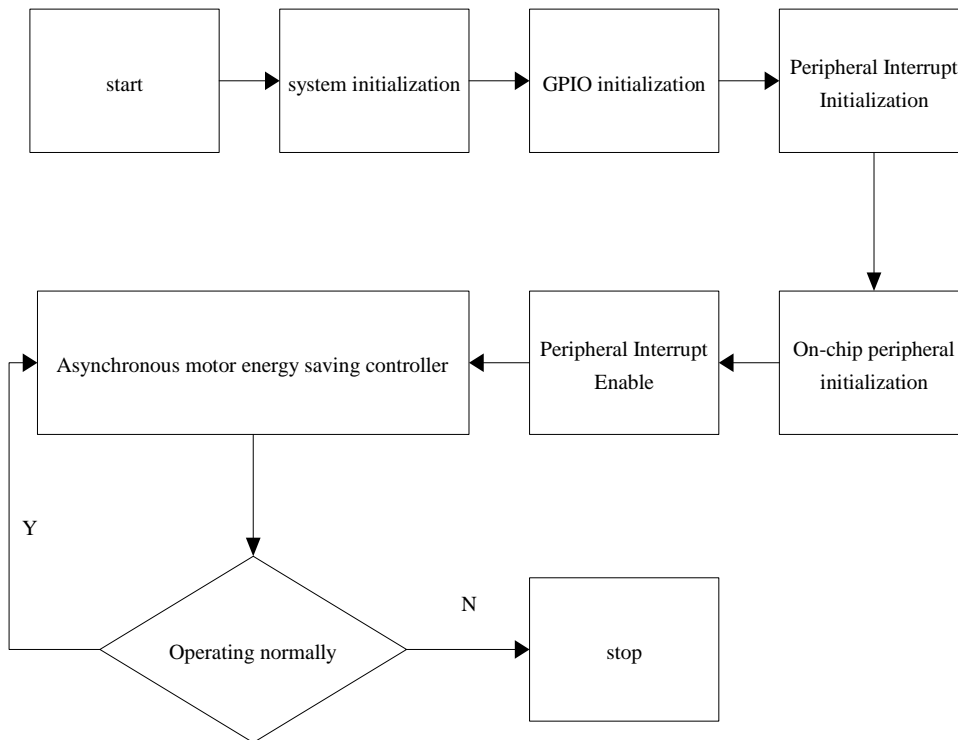 start
system initialization
GPIO initialization
Peripheral Interrupt
Initialization
Asynchronous motor energy saving controller
Peripheral Interrupt
Enable
On-chip peripheral
initialization
Y
N
Operating normally
stop